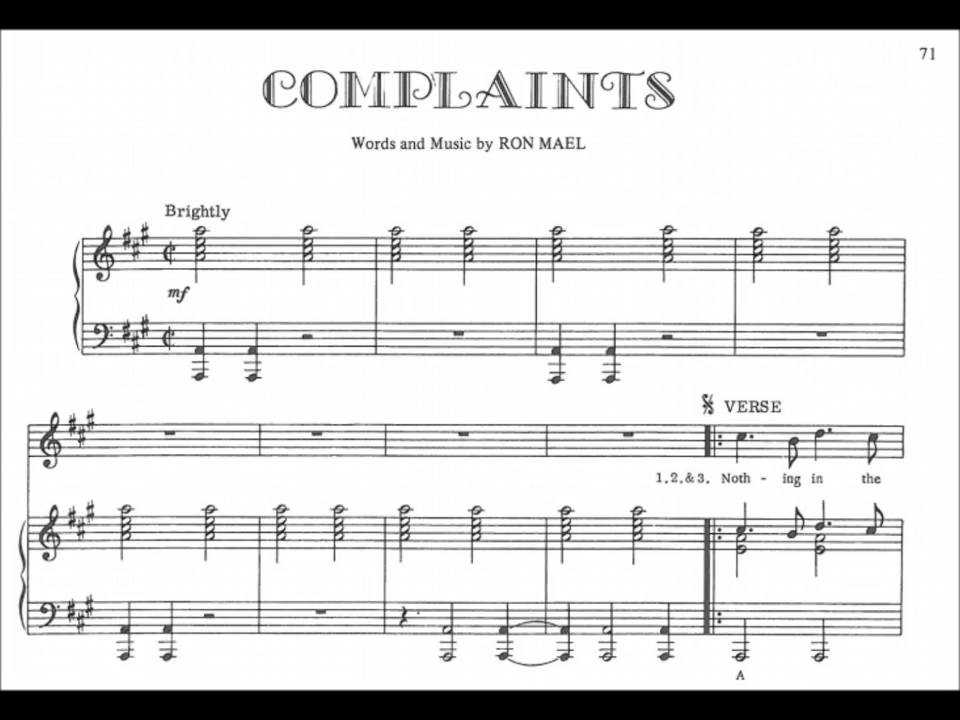 71
COMPLAINTS
Words and Music by RON MAEL
Brightly
mf
VERSE
1.2.&3. Noth - ing in the
A